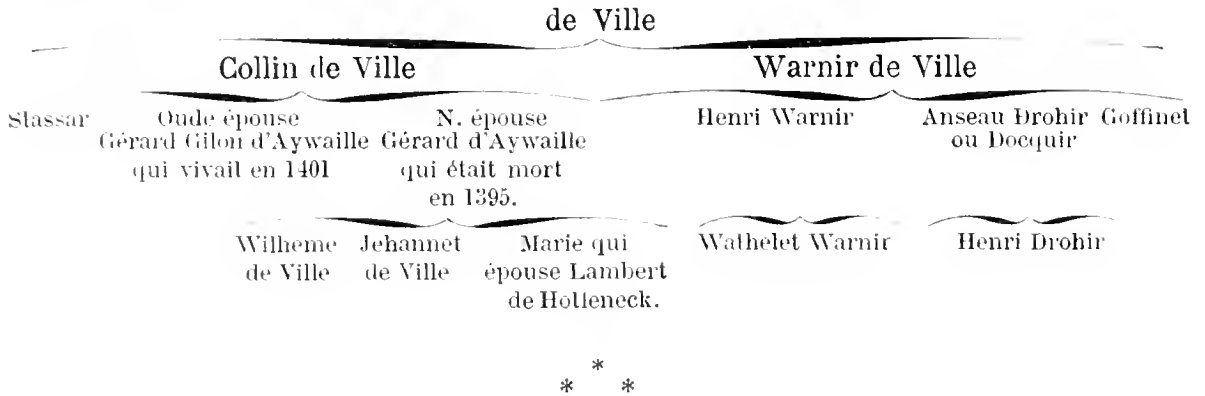 de Ville
Collin de Ville Warnir de Ville
Stassar Oude épouse N. épouse Henri Warnir Anseau Drohir Goffinet
Gérard Gilon d'Aywaille Gérard d'Aywaille ou Docquir
qui vivait en 1401 qui était mort
en 1395.
Wilheme Jehannet Marie qui Wathelet Warnir Henri Drohir
de Ville de Ville épouse Lambert
de Holleneck.
*
* *